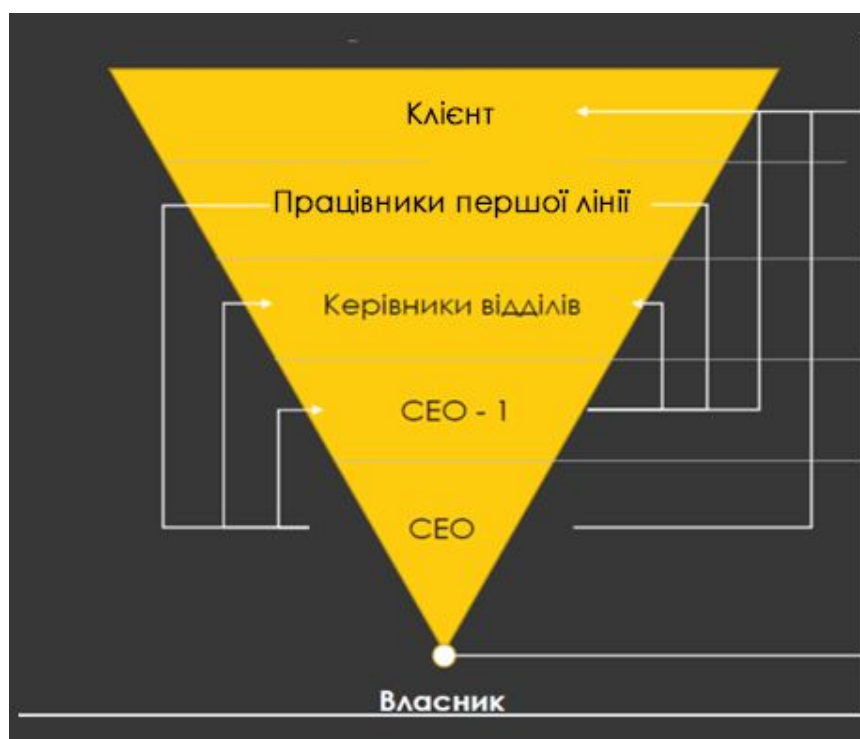 Клієнт
Працівники першої лінії
Керівники відділів
CEO - 1
CEO
Власник